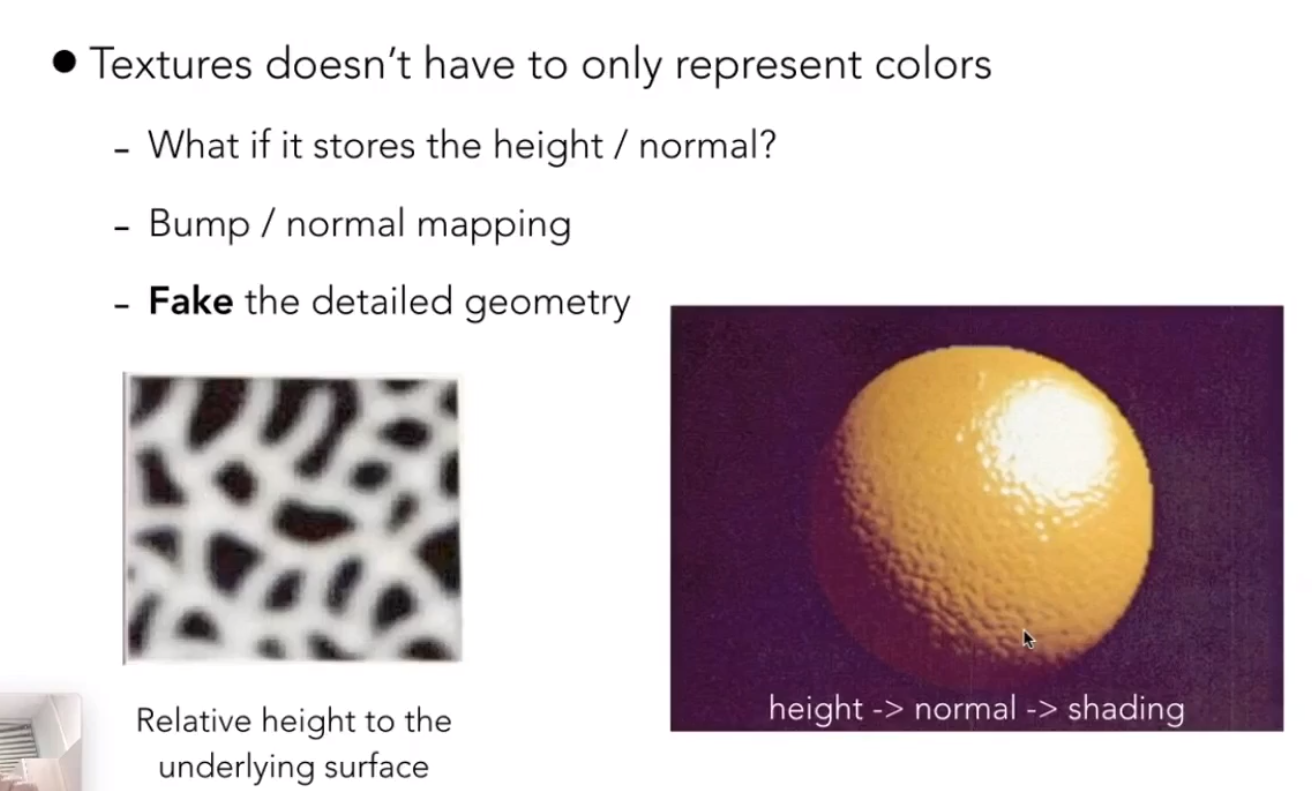 ● Textures doesn't have to only represent colors
- What if it stores the height / normal?
- Bump / normal mapping
- Fake the detailed geometry
Relative height to the
underlying surface
height -> normal -> shading